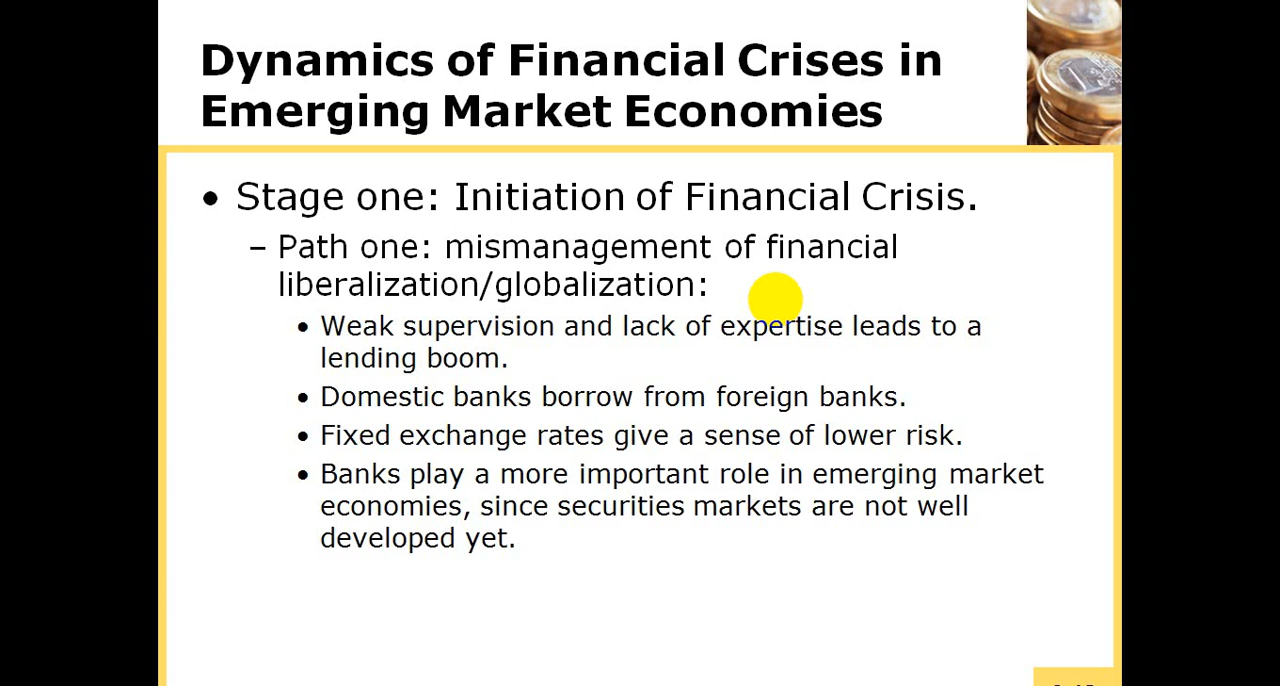 Dynamics of Financial Crises in
Emerging Market Economies
• Stage one: Initiation of Financial Crisis.
– Path one: mismanagement of financial
liberalization/globalization:
• Weak supervision and lack of expertise leads to a
lending boom.
• Domestic banks borrow from foreign banks.
• Fixed exchange rates give a sense of lower risk.
• Banks play a more important role in emerging market
economies, since securities markets are not well
developed yet.